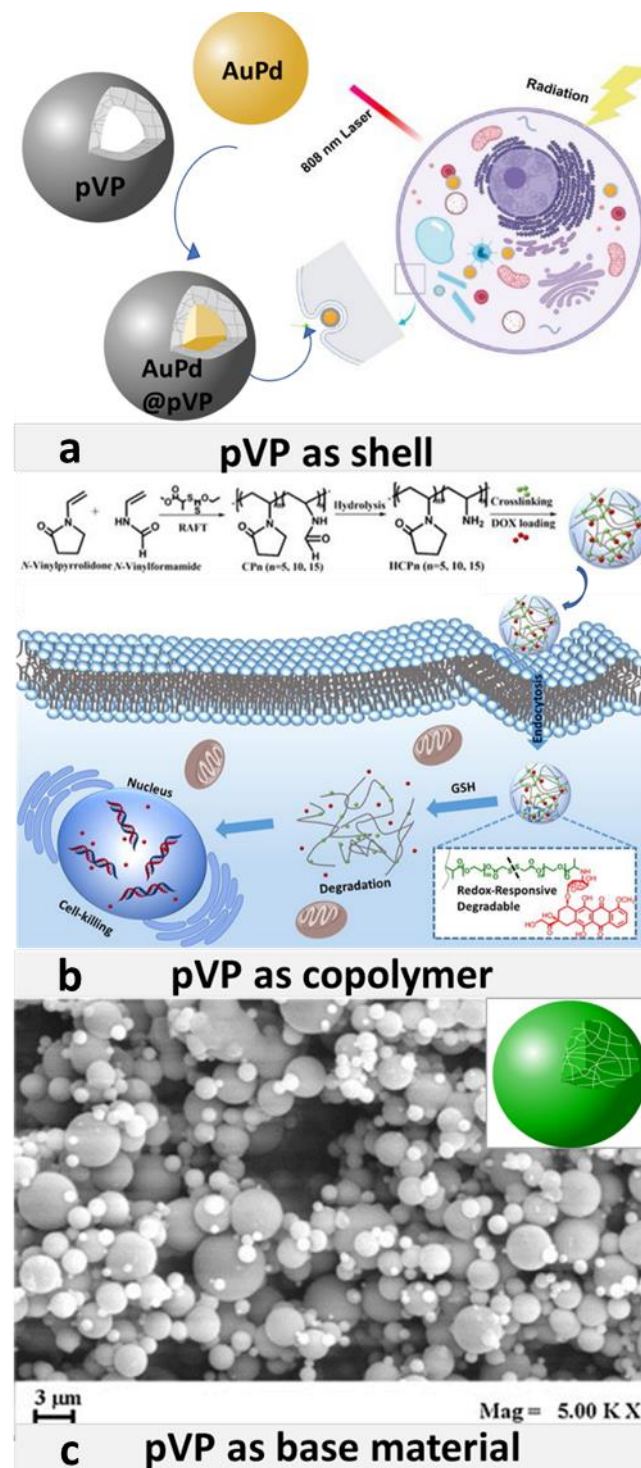 AuPd
pVP
808 nm Laser
Radiation
AuPd
@pVP
a pVP as shell
RAFT
Hydrolysis
Crosslinking
DOX loading
NH₂
N-Vinylpyrrolidone N-Vinylformamide
CPn (n=5, 10, 15)
HCPn (n=5, 10, 15)
Endocytosis
Nucleus
GSH
Degradation
Cell-killing
Redox-Responsive
Degradable
b pVP as copolymer
3 µm
Mag = 5.00 K X
c pVP as base material